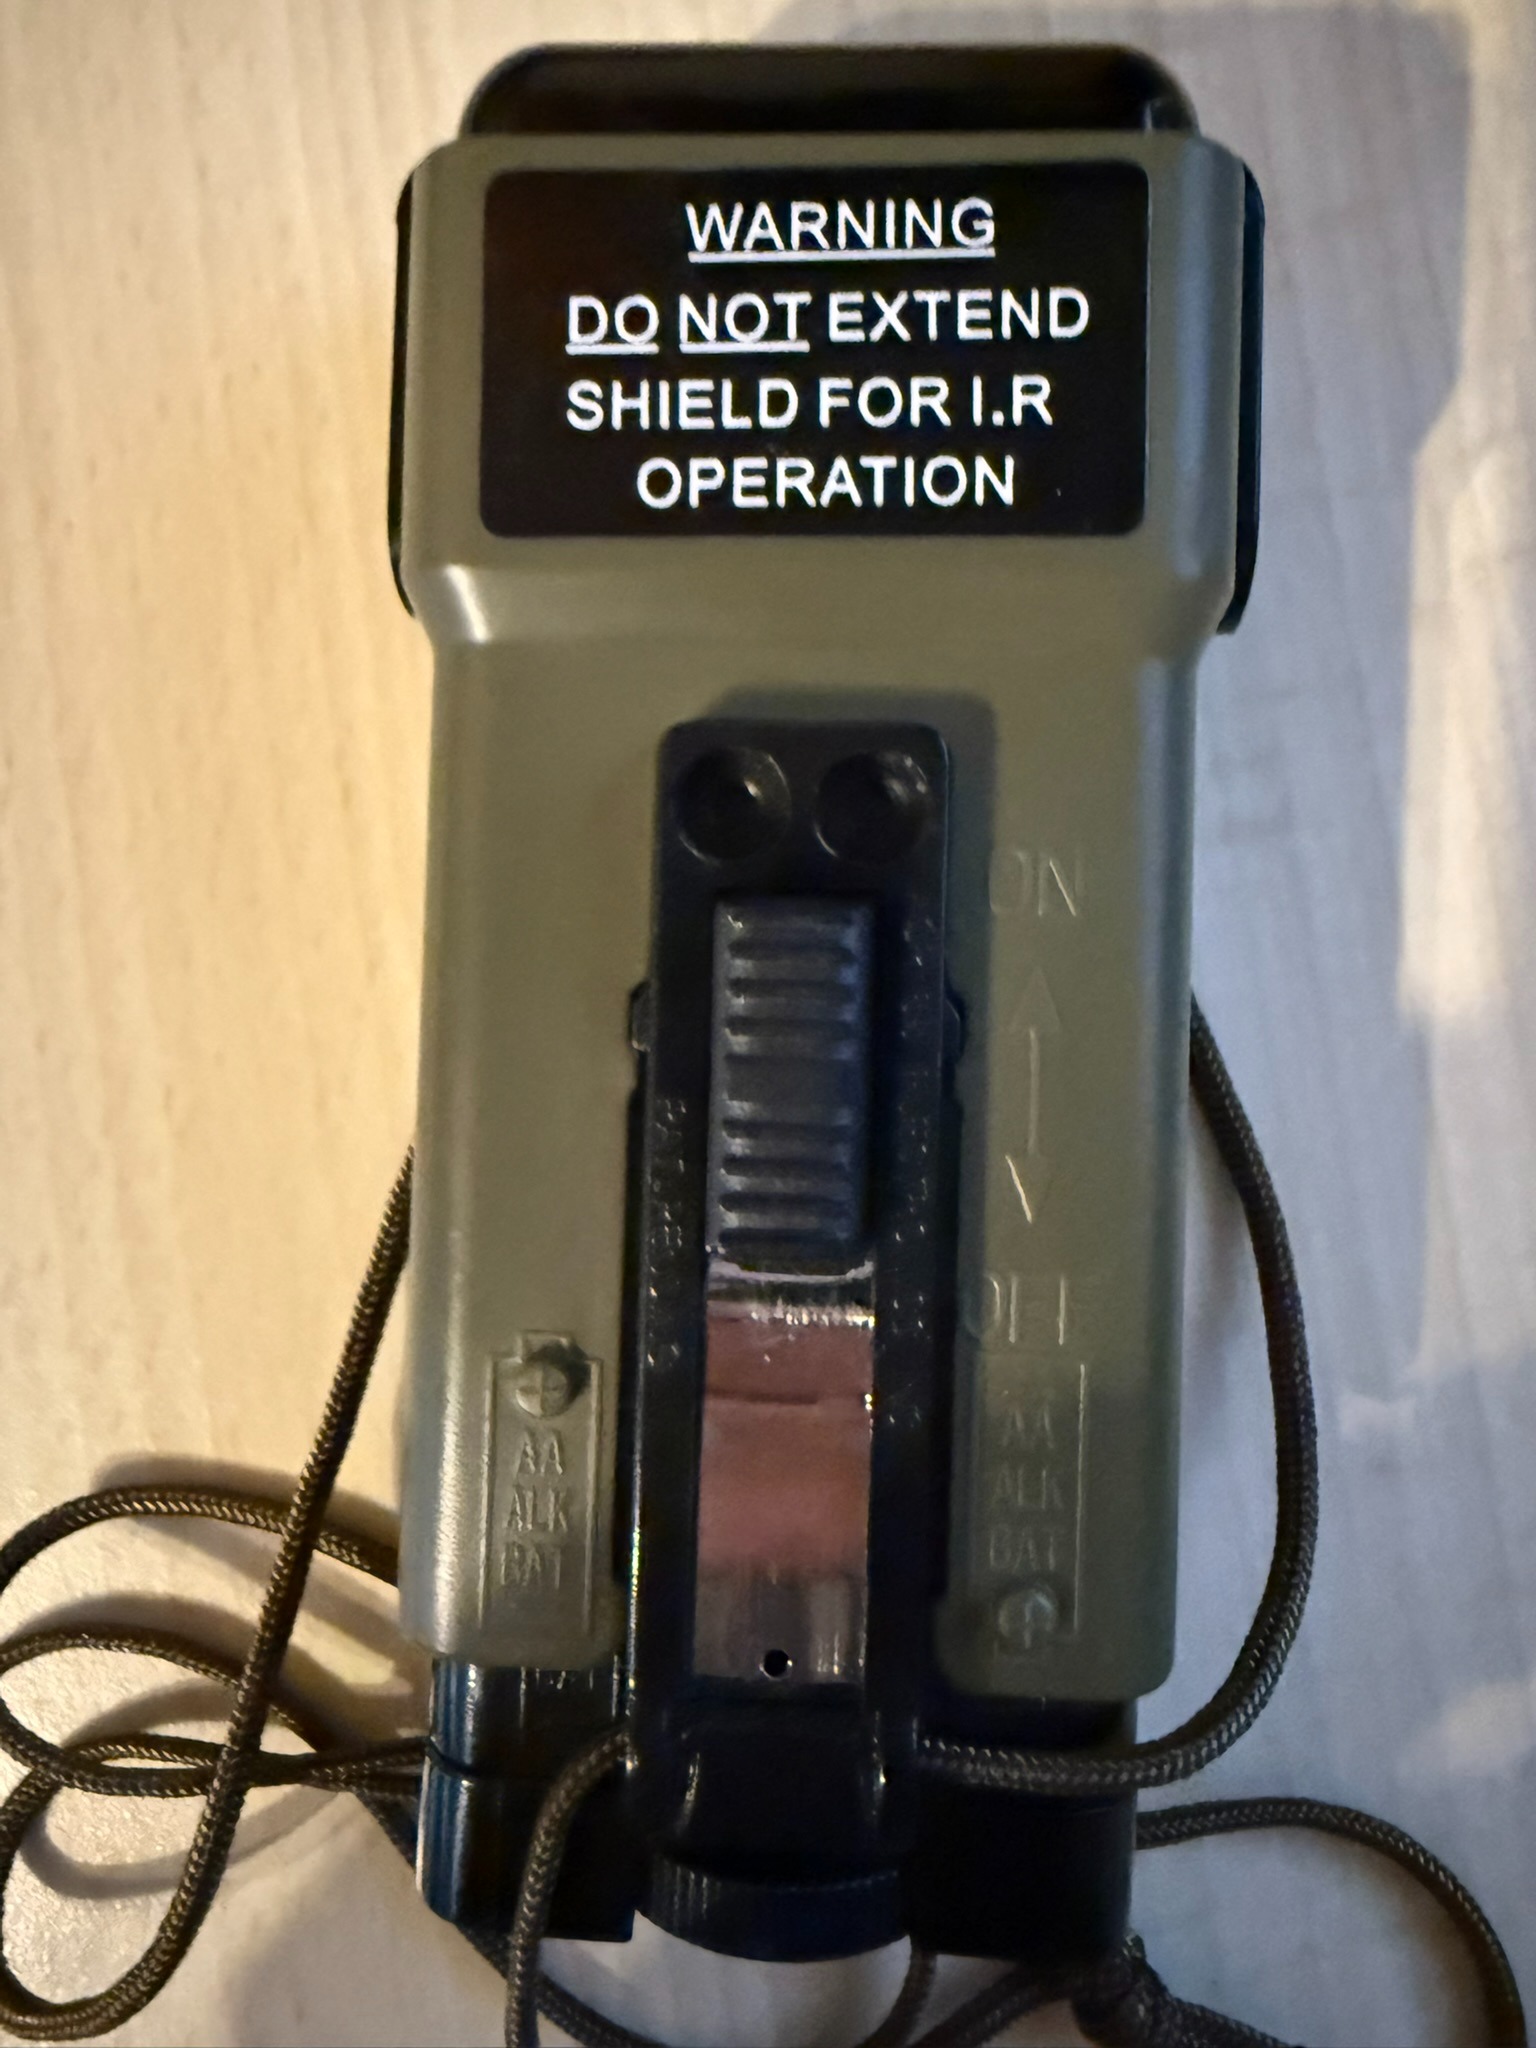 WARNING
DO NOT EXTEND
SHIELD FOR I.R
OPERATION
ON
OFF
AA
ALK
BAT
AA
ALK
BAT